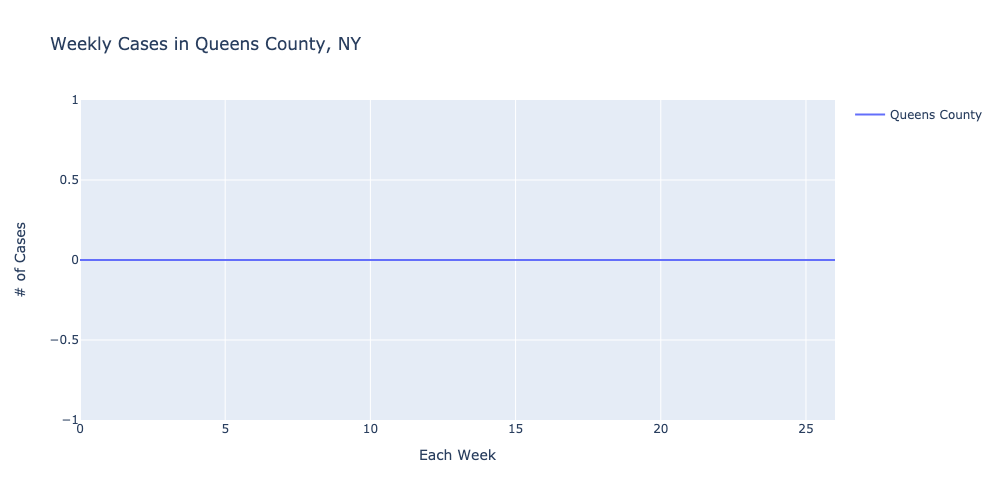 Weekly Cases in Queens County, NY
1
0.5
0
−0.5
−1
# of Cases
0 5 10 15 20 25
Each Week
Queens County